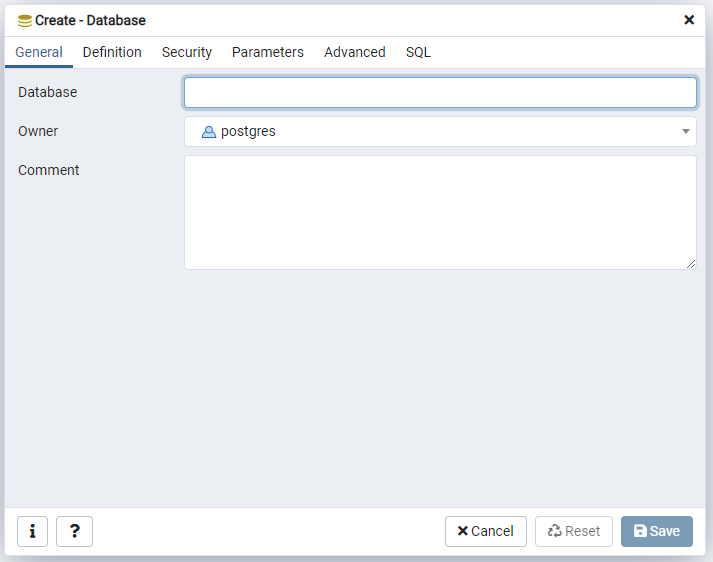 Create - Database
General Definition Security Parameters Advanced SQL
Database
Owner postgres
Comment
i ? Cancel Reset Save